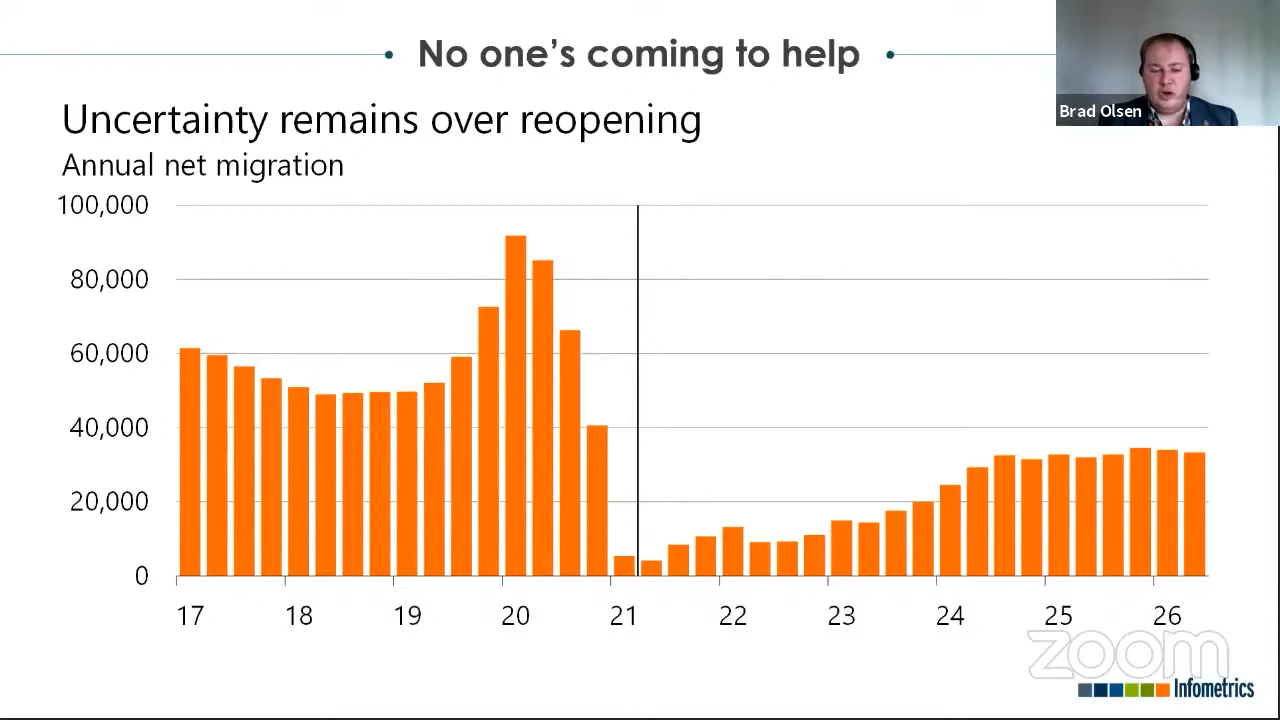 No one's coming to help
Brad Olsen
Uncertainty remains over reopening
Annual net migration
100,000
80,000
60,000
40,000
20,000
0
17 18 19 20 21 22 23 24 25 26
zoom
Infometrics